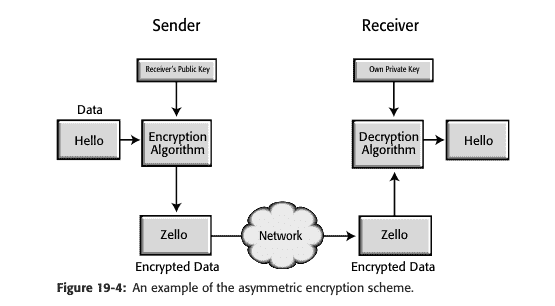 Sender
Receiver
Receiver's Public Key
Own Private Key
Data
Hello
Encryption
Algorithm
Decryption
Algorithm
Hello
Zello
Network
Zello
Encrypted Data
Encrypted Data
Figure 19-4: An example of the asymmetric encryption scheme.